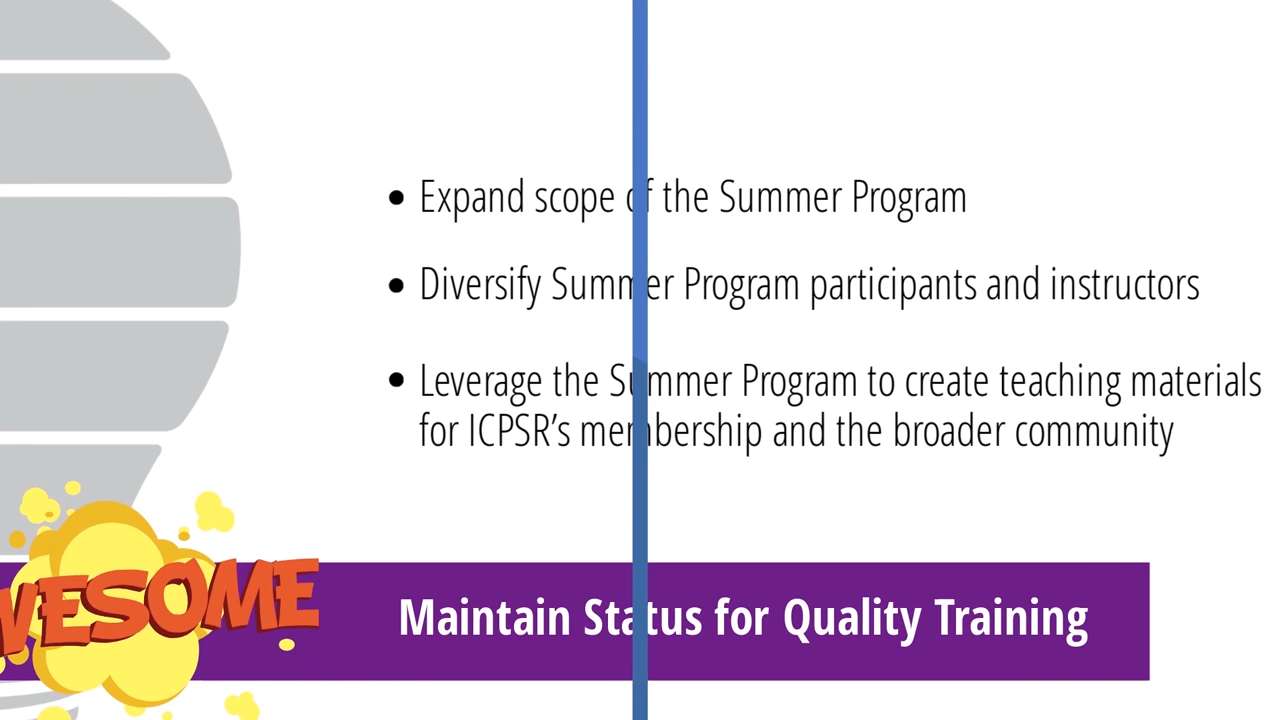 • Expand scope of the Summer Program
• Diversify Summer Program participants and instructors
• Leverage the Summer Program to create teaching materials
for ICPSR’s membership and the broader community
WESOME
Maintain Status for Quality Training